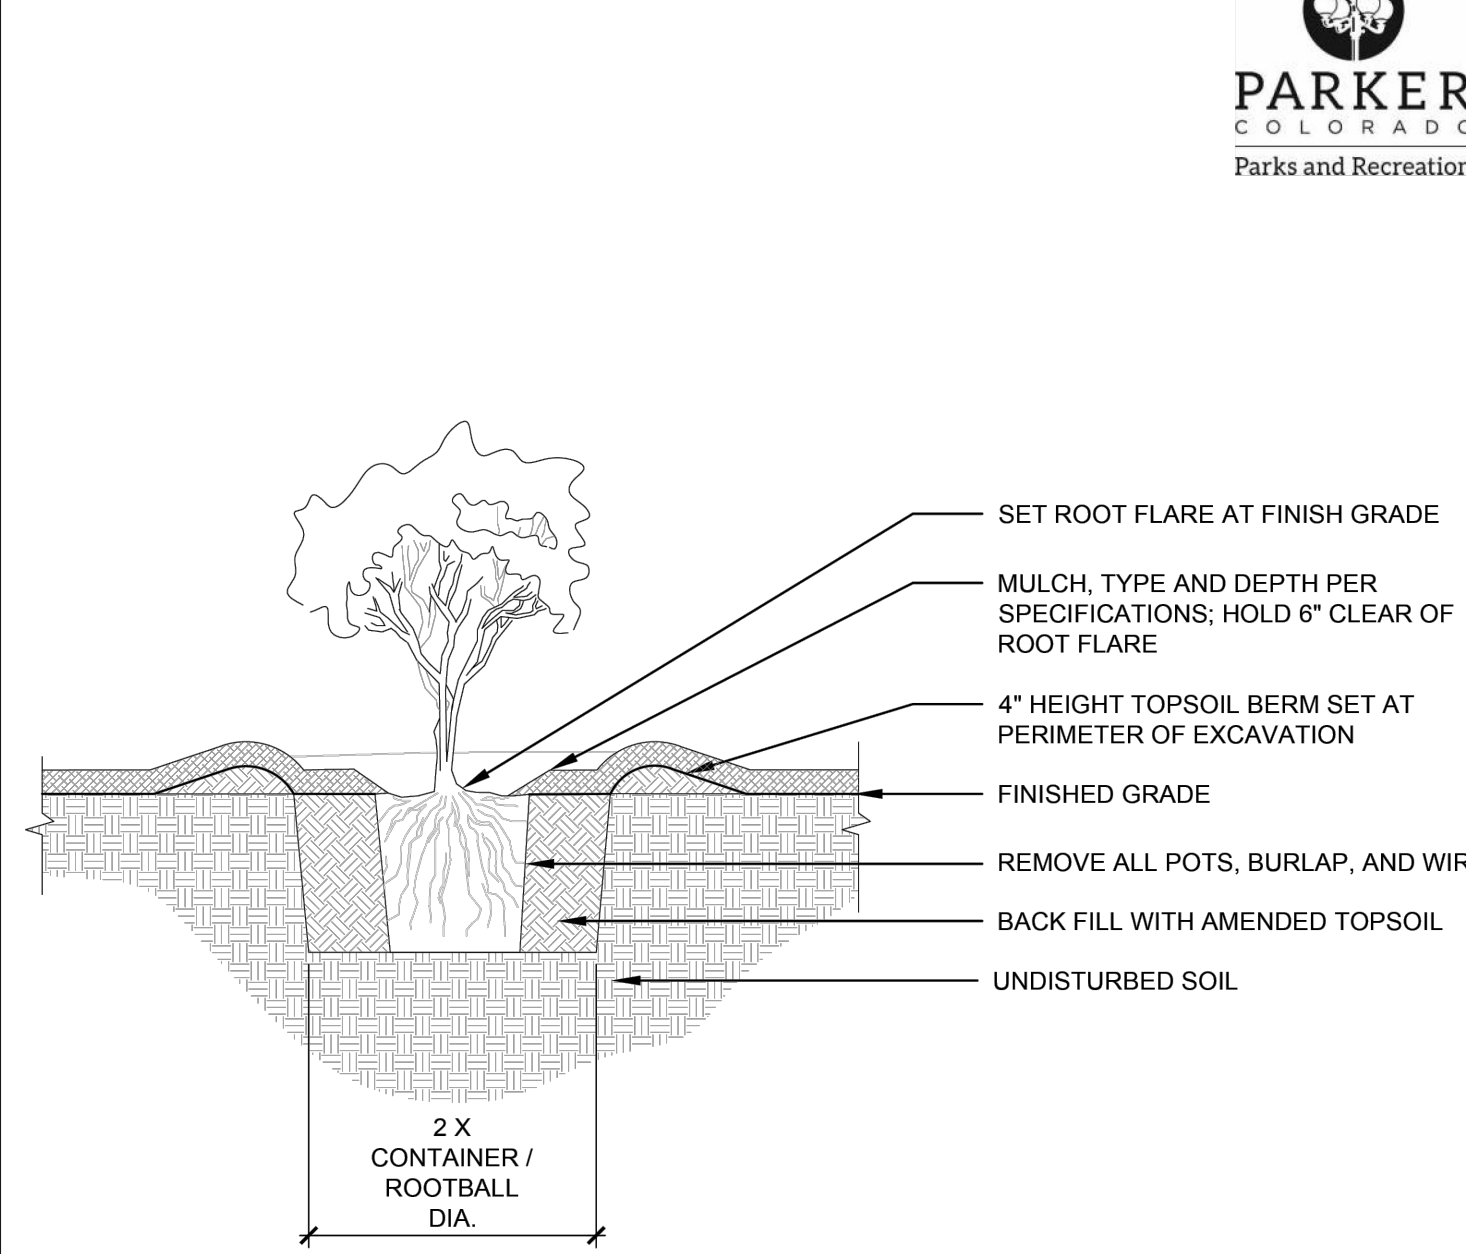 PARKER
COLORADO
Parks and Recreation
SET ROOT FLARE AT FINISH GRADE
MULCH, TYPE AND DEPTH PER
SPECIFICATIONS; HOLD 6" CLEAR OF
ROOT FLARE
4" HEIGHT TOPSOIL BERM SET AT
PERIMETER OF EXCAVATION
FINISHED GRADE
REMOVE ALL POTS, BURLAP, AND WIR
BACK FILL WITH AMENDED TOPSOIL
UNDISTURBED SOIL
2 X
CONTAINER /
ROOTBALL
DIA.